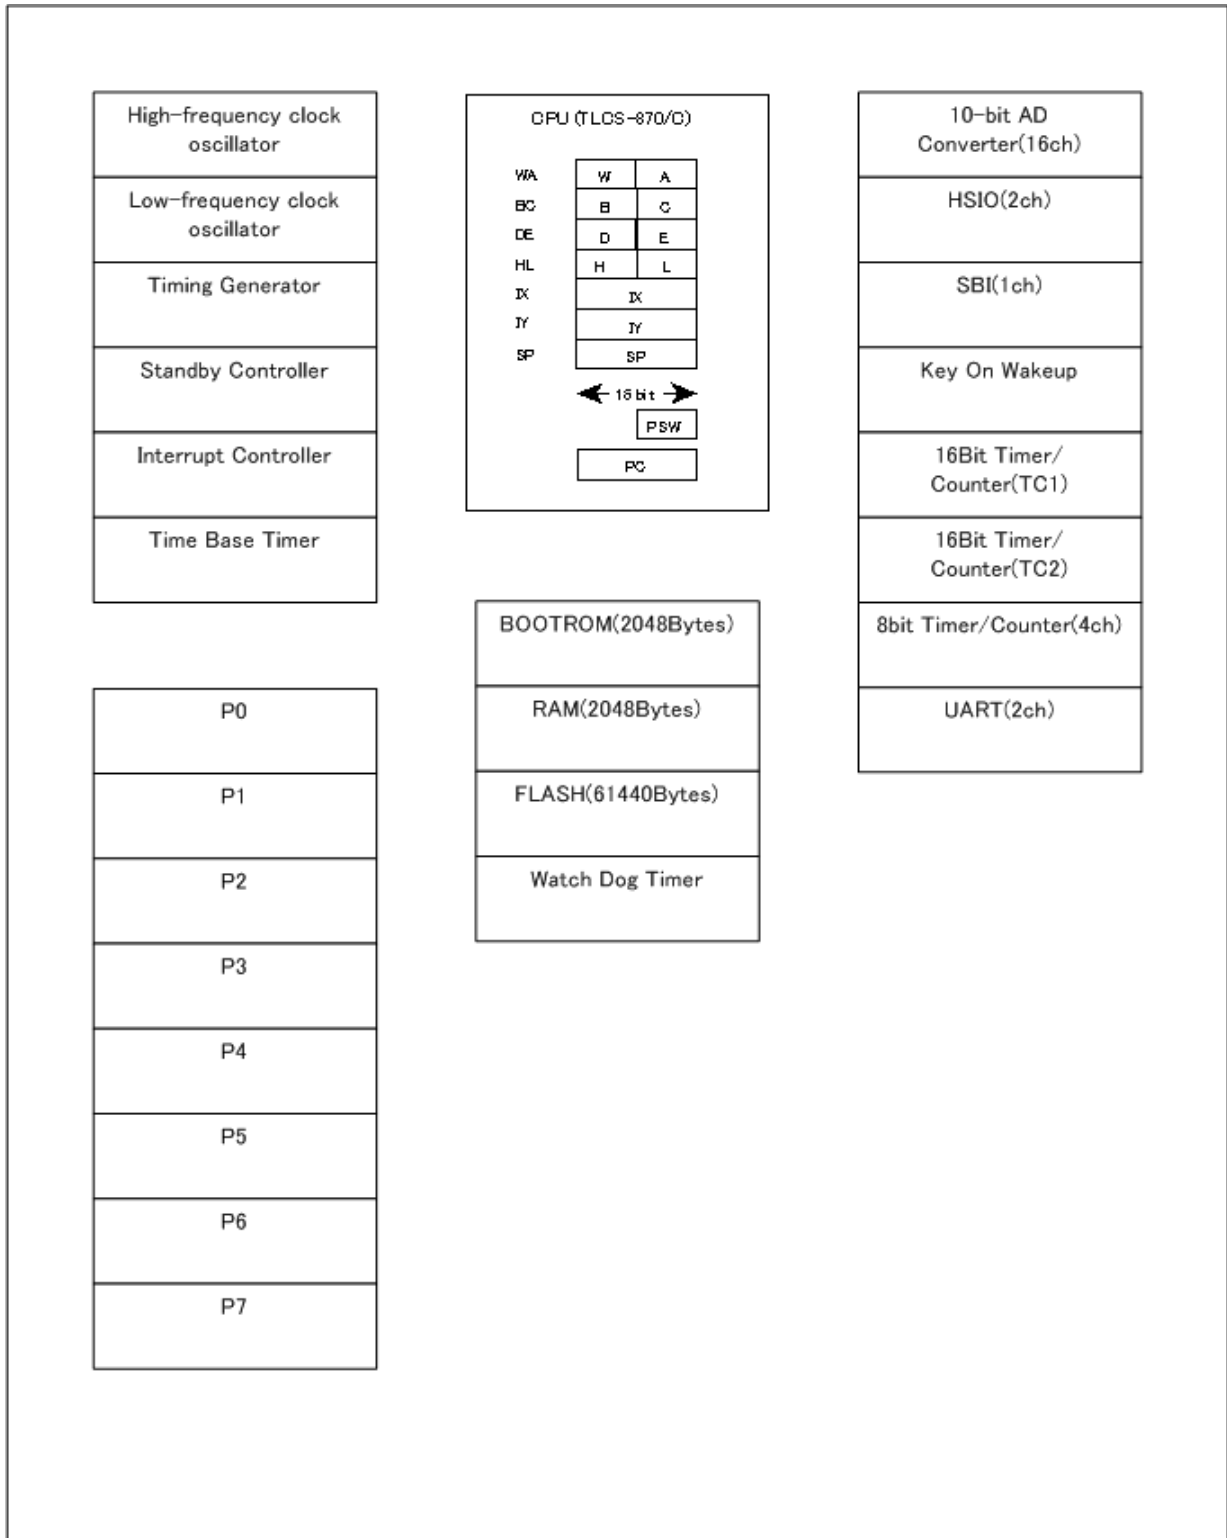 High-frequency clock
oscillator
Low-frequency clock
oscillator
Timing Generator
Standby Controller
Interrupt Controller
Time Base Timer
P0
P1
P2
P3
P4
P5
P6
P7
CPU (TLCS-870/C)
WA W A
BC B C
DE D E
HL H L
IX IX
IY IY
SP SP
16 bit
PSW
PC
BOOTROM(2048Bytes)
RAM(2048Bytes)
FLASH(61440Bytes)
Watch Dog Timer
10-bit AD
Converter(16ch)
HSIO(2ch)
SBI(1ch)
Key On Wakeup
16Bit Timer/
Counter(TC1)
16Bit Timer/
Counter(TC2)
8bit Timer/Counter(4ch)
UART(2ch)